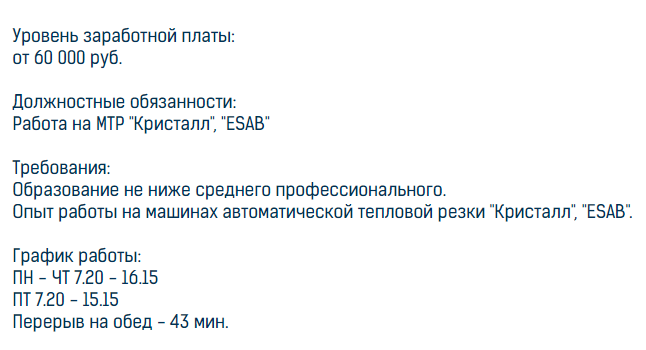 Уровень заработной платы:
от 60 000 руб.
Должностные обязанности:
Работа на МТР "Кристалл", "ESAB"
Требования:
Образование не ниже среднего профессионального.
Опыт работы на машинах автоматической тепловой резки "Кристалл", "ESAB".
График работы:
ПН – ЧТ 7.20 – 16.15
ПТ 7.20 – 15.15
Перерыв на обед – 43 мин.